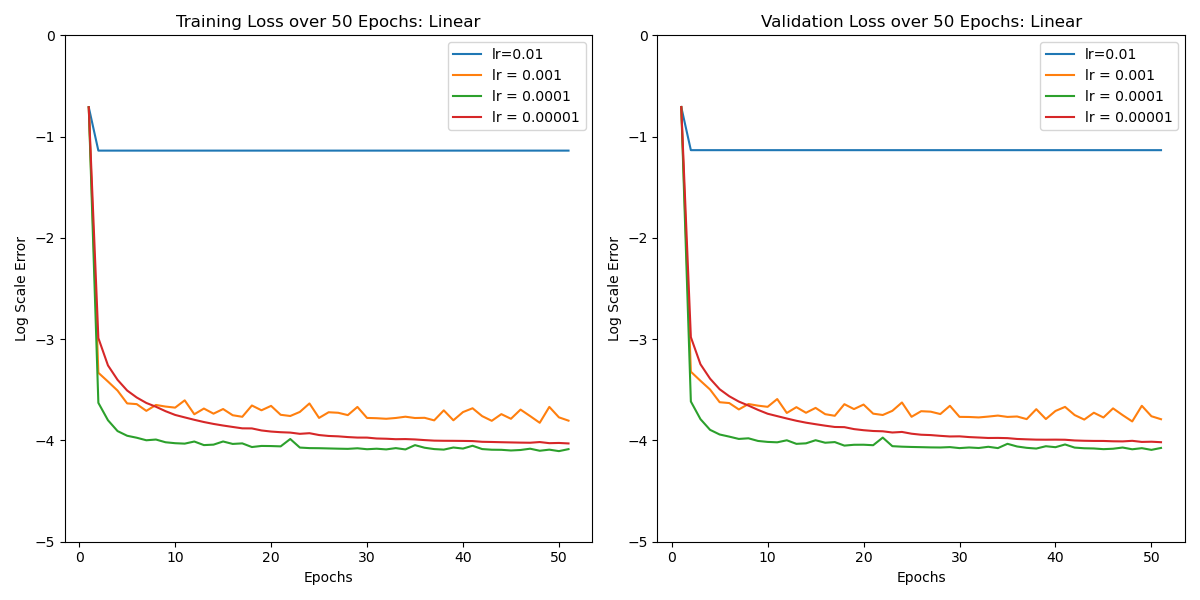 Training Loss over 50 Epochs: Linear
Log Scale Error
0
−1
−2
−3
−4
−5
lr=0.01
lr = 0.001
lr = 0.0001
lr = 0.00001
0
10
20
30
40
50
Epochs
Validation Loss over 50 Epochs: Linear
Log Scale Error
0
−1
−2
−3
−4
−5
lr=0.01
lr = 0.001
lr = 0.0001
lr = 0.00001
0
10
20
30
40
50
Epochs